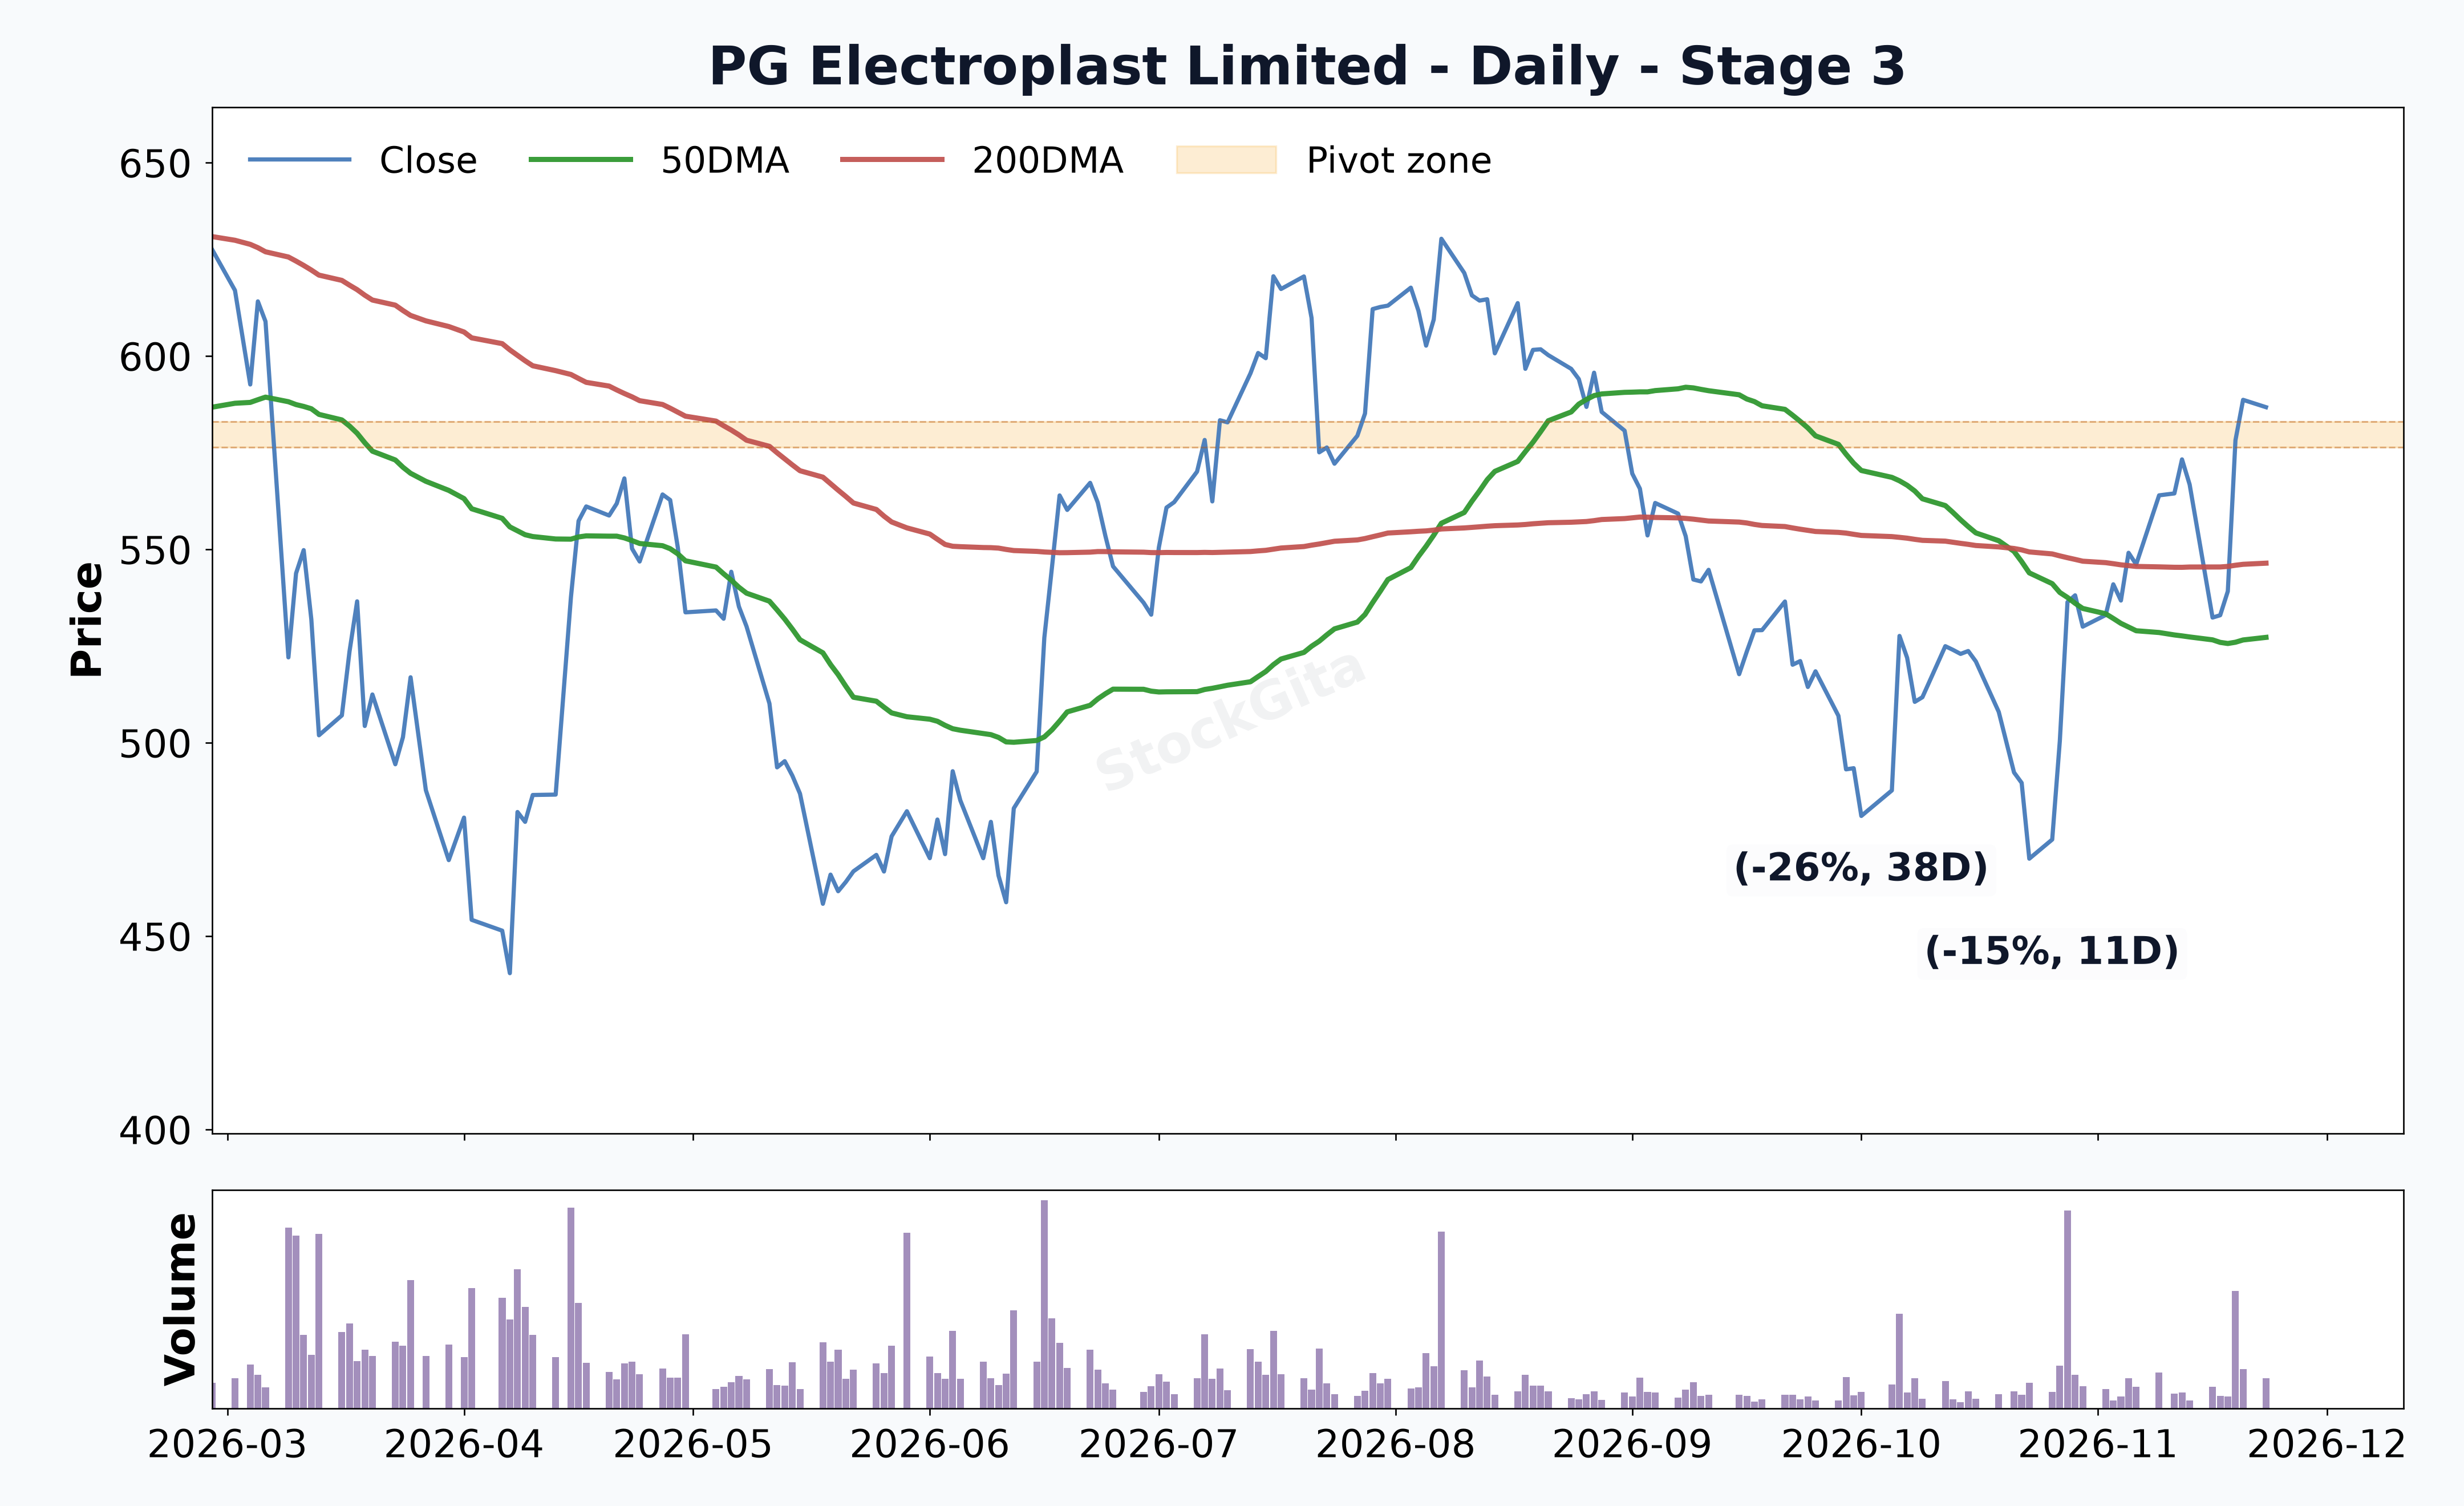 PG Electroplast Limited - Daily - Stage 3
Close 50DMA 200DMA Pivot zone
650
600
550
500
450
400
Price
StockGita
(-26%, 38D)
(-15%, 11D)
Volume
2026-03 2026-04 2026-05 2026-06 2026-07 2026-08 2026-09 2026-10 2026-11 2026-12